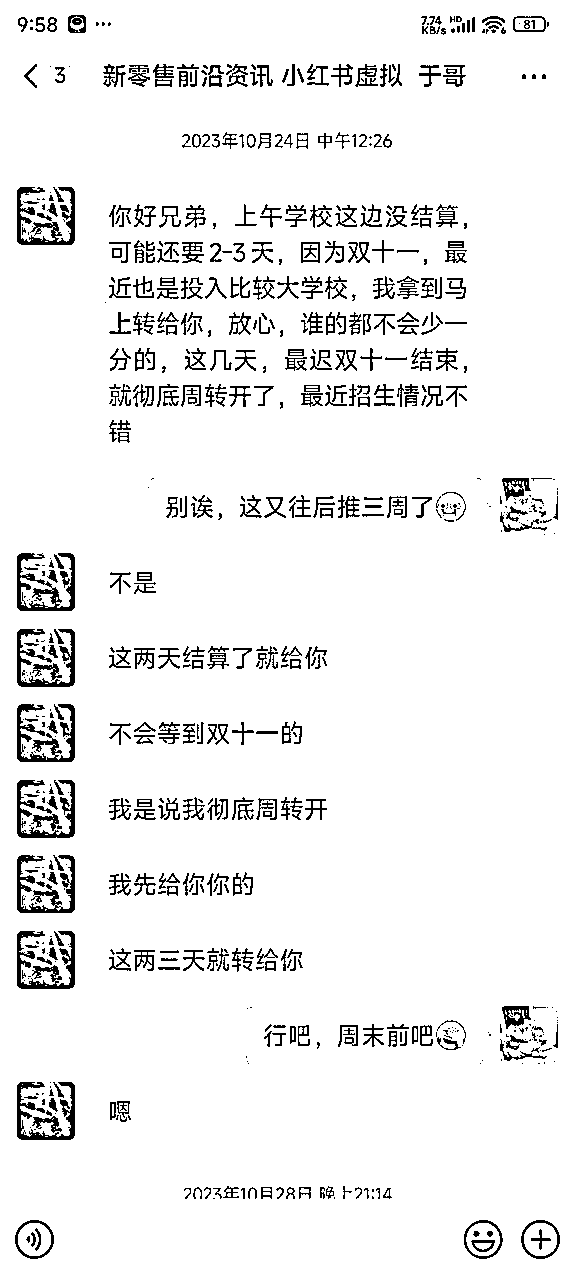 9:58 ··· 7.74 KB/s HD 81
3 新零售前沿资讯 小红书虚拟 于哥 ···
2023年10月24日 中午12:26
你好兄弟，上午学校这边没结算，
可能还要2-3天，因为双十一，最
近也是投入比较大学校，我拿到马
上转给你，放心，谁的都不会少一
分的，这几天，最迟双十一结束，
就彻底周转开了，最近招生情况不
错
别诶，这又往后推三周了
不是
这两天结算了就给你
不会等到双十一的
我是说我彻底周转开
我先给你你的
这两三天就转给你
行吧，周末前吧
嗯
2023年10月28日 晚上21:14